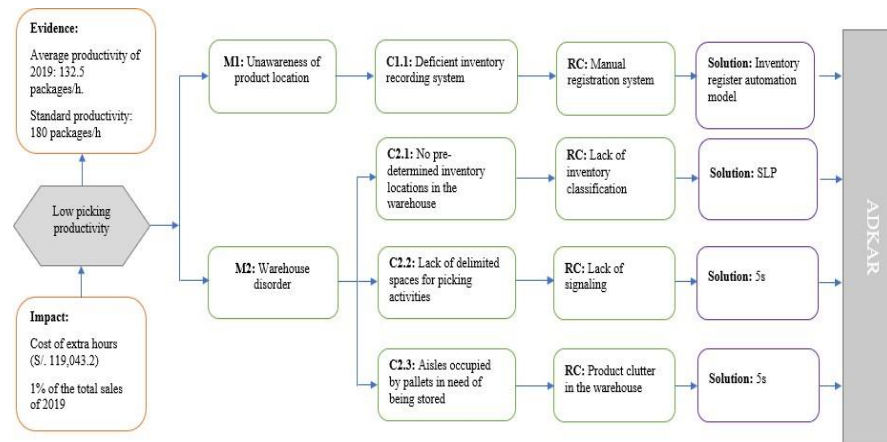 Evidence:
Average productivity of
2019: 132.5
packages/h.
Standard productivity:
180 packages/h
Low picking
productivity
Impact:
Cost of extra hours
(S/. 119,043.2)
1% of the total sales
of 2019
M1: Unawareness of
product location
C1.1: Deficient inventory
recording system
RC: Manual
registration system
Solution: Inventory
register automation
model
M2: Warehouse
disorder
C2.1: No pre-
determined inventory
locations in the
warehouse
RC: Lack of
inventory
classification
Solution: SLP
C2.2: Lack of delimited
spaces for picking
activities
RC: Lack of
signaling
Solution: 5s
C2.3: Aisles occupied
by pallets in need of
being stored
RC: Product clutter
in the warehouse
Solution: 5s
ADKAR